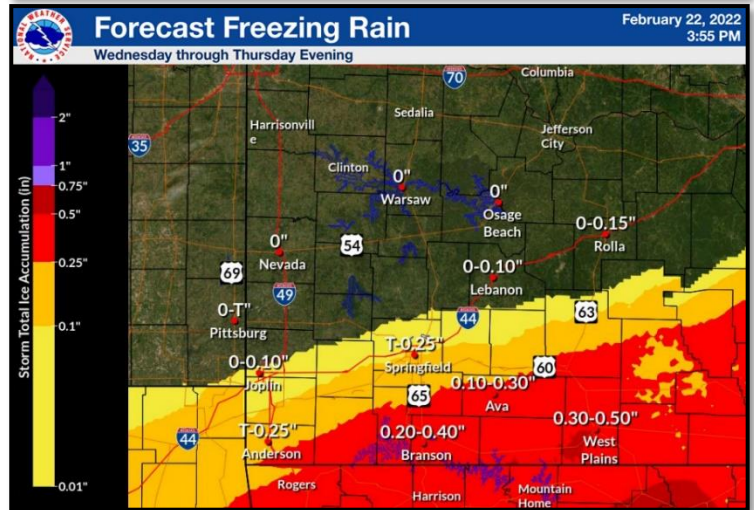 NATIONAL WEATHER SERVICE
Forecast Freezing Rain
February 22, 2022
3:55 PM
Wednesday through Thursday Evening
Storm Total Ice Accumulation (in)
2"
1"
0.75"
0.5"
0.25"
0.1"
0.01"
INTERSTATE
70
Columbia
Sedalia
Harrisonvill
e
Jefferson
City
35
Clinton
0"
Warsaw
0"
Osage
Beach
0-0.15"
Rolla
0"
Nevada
54
69
49
0-0.10"
Lebanon
0-T"
Pittsburg
44
63
T-0.25"
Springfield
0-0.10"
Joplin
60
65
0.10-0.30"
Ava
44
T-0.25"
Anderson
0.20-0.40"
Branson
0.30-0.50"
West
Plains
Rogers
Harrison
Mountain
Home